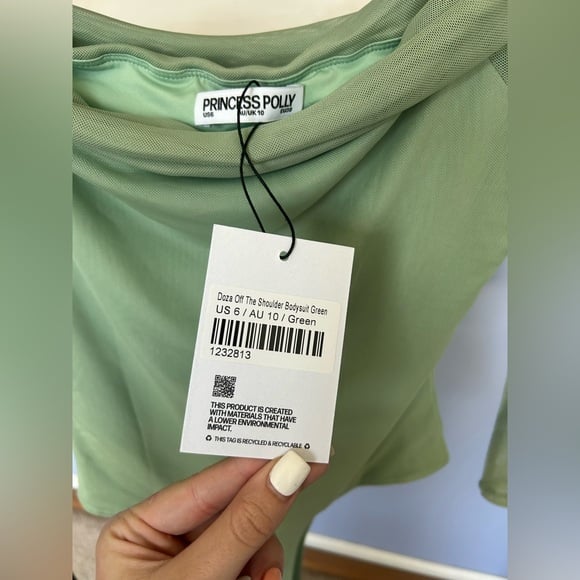 PRINCESS POLLY
US6 AU/UK 10 EU38
Doza Off The Shoulder Bodysuit Green
US 6 / AU 10 / Green
1232813
THIS PRODUCT IS CREATED
WITH MATERIALS THAT HAVE
A LOWER ENVIRONMENTAL
IMPACT.
THIS TAG IS RECYCLED & RECYCLABLE